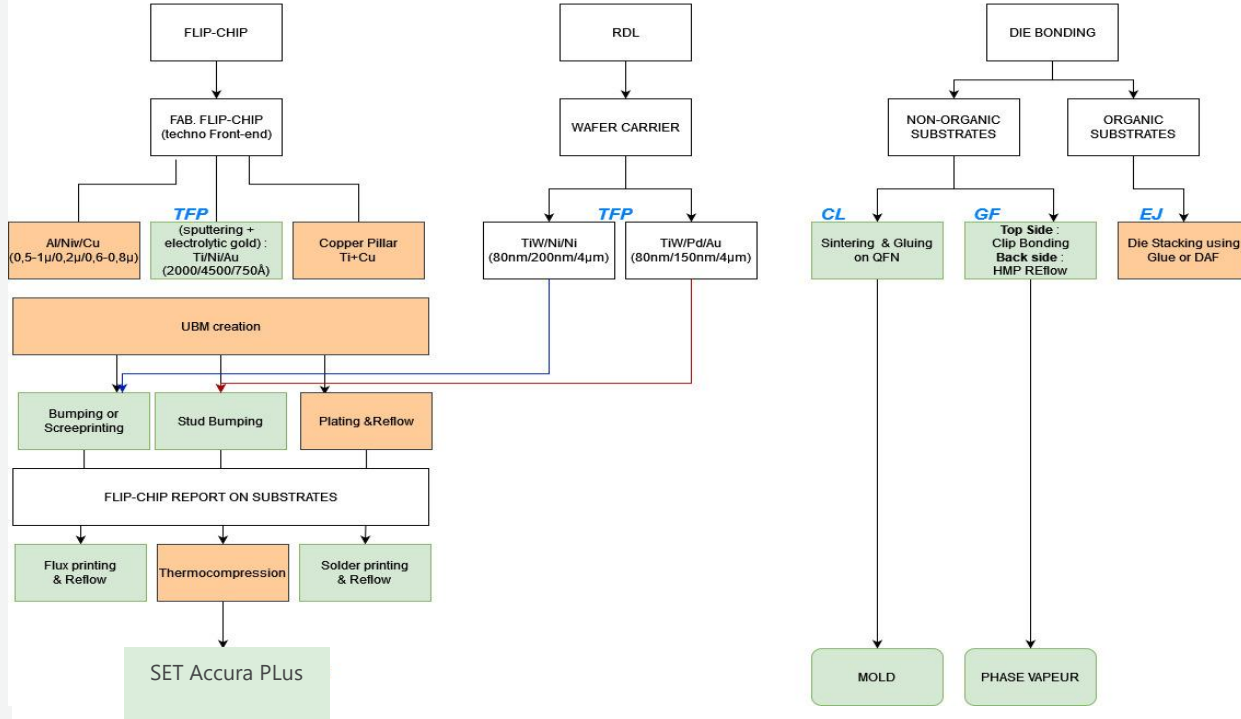 FLIP-CHIP
RDL
DIE BONDING
FAB. FLIP-CHIP
(techno Front-end)
WAFER CARRIER
NON-ORGANIC
SUBSTRATES
ORGANIC
SUBSTRATES
TFP
TFP
CL
GF
EJ
Al/Niv/Cu
(0,5-1µ/0,2µ/0,6-0,8µ)
(sputtering +
electrolytic gold) :
Ti/Ni/Au
(2000/4500/750Å)
Copper Pillar
Ti+Cu
TiW/Ni/Ni
(80nm/200nm/4µm)
TiW/Pd/Au
(80nm/150nm/4µm)
Sintering & Gluing
on QFN
Top Side :
Clip Bonding
Back side :
HMP REflow
Die Stacking using
Glue or DAF
UBM creation
Bumping or
Screeprinting
Stud Bumping
Plating &Reflow
FLIP-CHIP REPORT ON SUBSTRATES
Flux printing
& Reflow
Thermocompression
Solder printing
& Reflow
SET Accura PLus
MOLD
PHASE VAPEUR